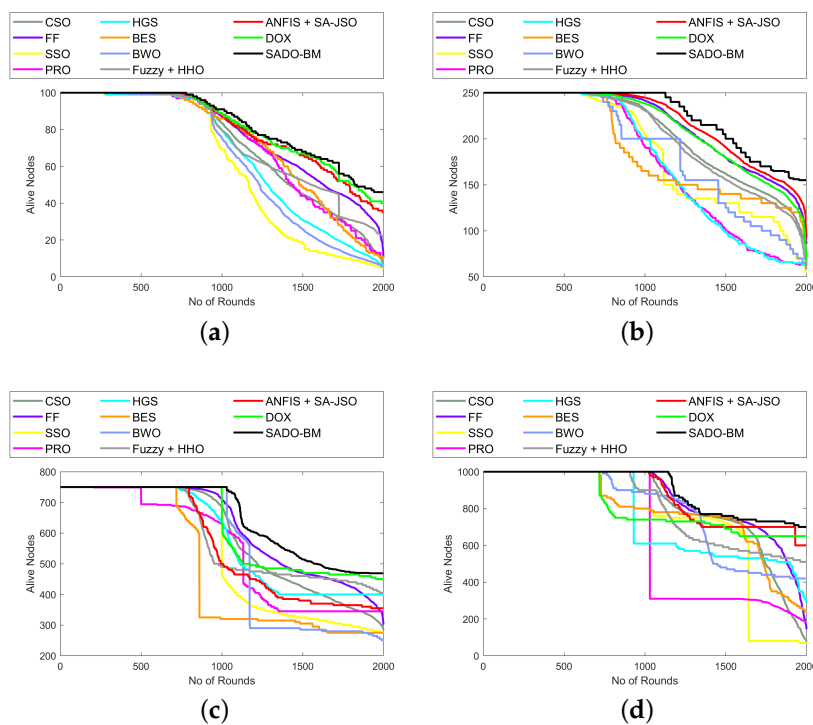 CSO HGS ANFIS + SA-JSO
FF BES DOX
SSO BWO SADO-BM
PRO Fuzzy + HHO
100
80
60
40
20
0
Alive Nodes
0 500 1000 1500 2000
No of Rounds
(a)
CSO HGS ANFIS + SA-JSO
FF BES DOX
SSO BWO SADO-BM
PRO Fuzzy + HHO
250
200
150
100
50
Alive Nodes
0 500 1000 1500 2000
No of Rounds
(b)
CSO HGS ANFIS + SA-JSO
FF BES DOX
SSO BWO SADO-BM
PRO Fuzzy + HHO
800
700
600
500
400
300
200
Alive Nodes
0 500 1000 1500 2000
No of Rounds
(c)
CSO HGS ANFIS + SA-JSO
FF BES DOX
SSO BWO SADO-BM
PRO Fuzzy + HHO
1000
800
600
400
200
0
Alive Nodes
0 500 1000 1500 2000
No of Rounds
(d)